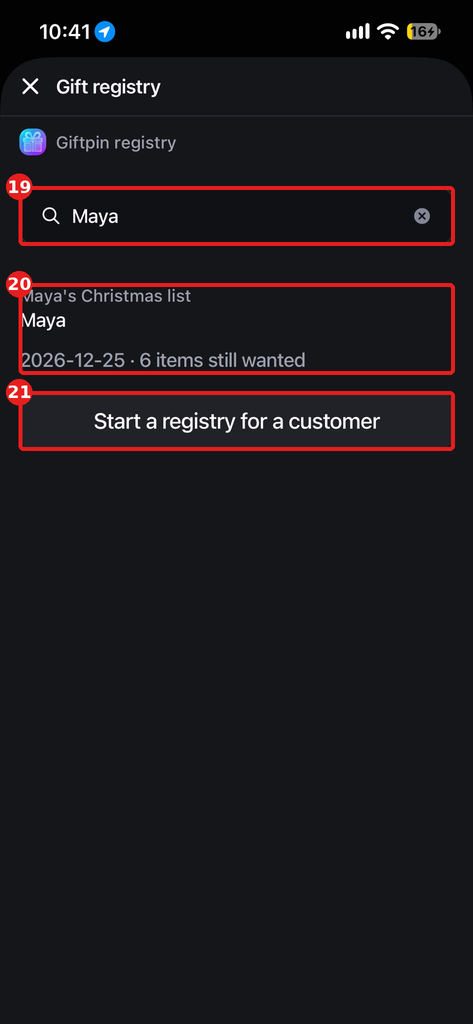 10:41
16
Gift registry
Giftpin registry
19
Maya
20
Maya's Christmas list
Maya
2026-12-25 · 6 items still wanted
21
Start a registry for a customer